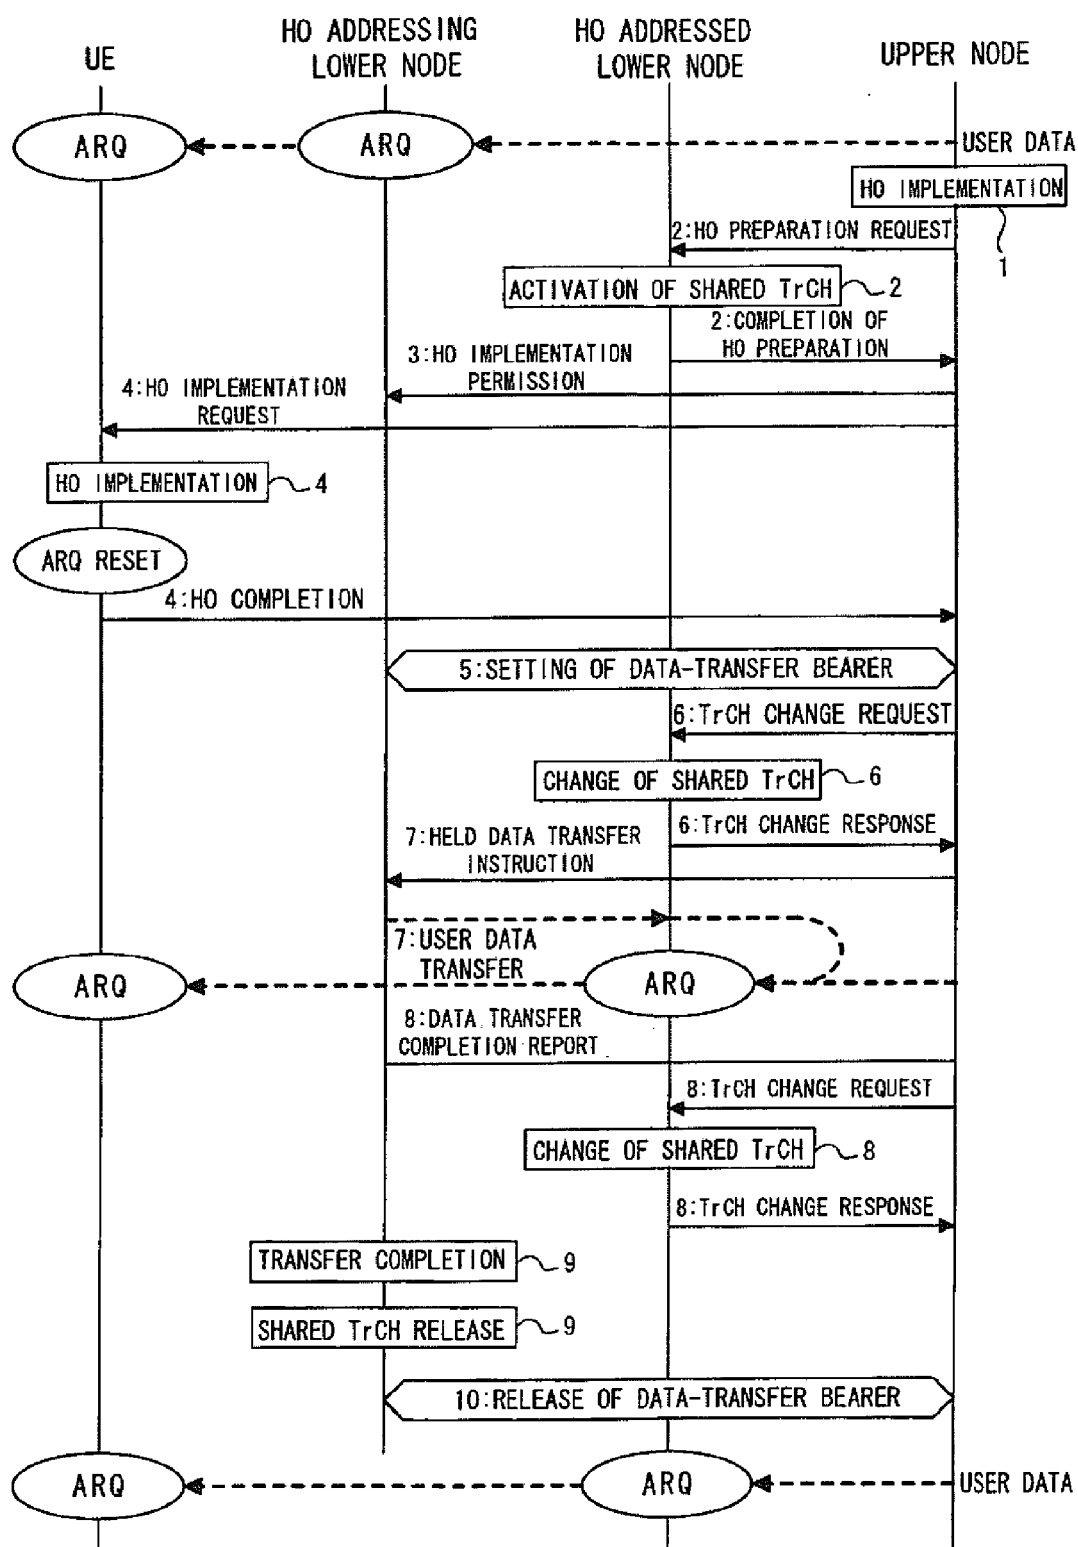 UE
HO ADDRESSING
LOWER NODE
HO ADDRESSED
LOWER NODE
UPPER NODE
ARQ
ARQ
USER DATA
HO IMPLEMENTATION
1
2:HO PREPARATION REQUEST
ACTIVATION OF SHARED TrCH
2
2:COMPLETION OF
HO PREPARATION
3:HO IMPLEMENTATION
PERMISSION
4:HO IMPLEMENTATION
REQUEST
HO IMPLEMENTATION
4
ARQ RESET
4:HO COMPLETION
5:SETTING OF DATA-TRANSFER BEARER
6:TrCH CHANGE REQUEST
CHANGE OF SHARED TrCH
6
6:TrCH CHANGE RESPONSE
7:HELD DATA TRANSFER
INSTRUCTION
7:USER DATA
TRANSFER
ARQ
ARQ
8:DATA TRANSFER
COMPLETION REPORT
8:TrCH CHANGE REQUEST
CHANGE OF SHARED TrCH
8
8:TrCH CHANGE RESPONSE
TRANSFER COMPLETION
9
SHARED TrCH RELEASE
9
10:RELEASE OF DATA-TRANSFER BEARER
ARQ
ARQ
USER DATA